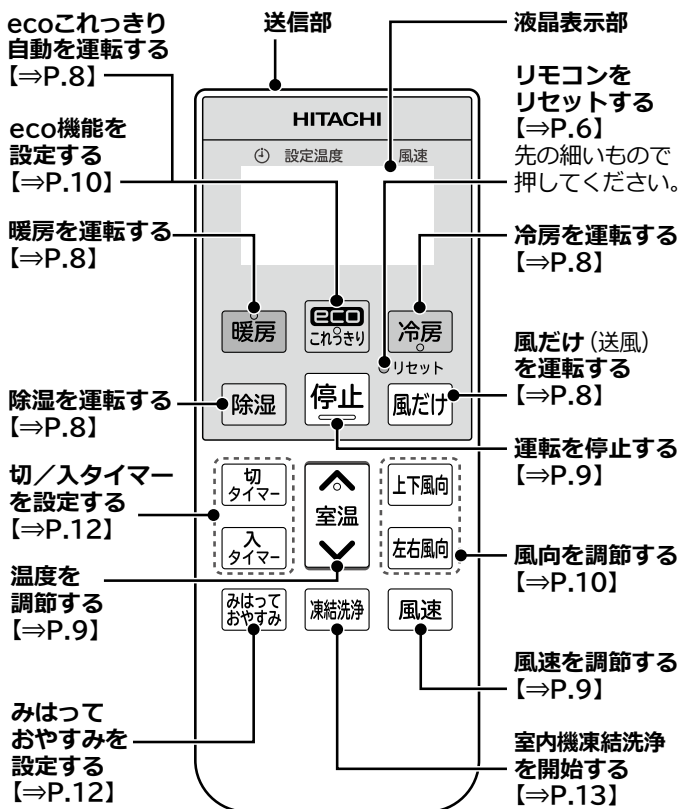 ecoこれっきり
自動を運転する
【⇒P.8】
eco機能を
設定する
【⇒P.10】
暖房を運転する
【⇒P.8】
除湿を運転する
【⇒P.8】
切／入タイマー
を設定する
【⇒P.12】
温度を
調節する
【⇒P.9】
みはって
おやすみを
設定する
【⇒P.12】
送信部
HITACHI
設定温度 風速
暖房
eco
これっきり
冷房
リセット
除湿
停止
風だけ
切
タイマー
室温
上下風向
入
タイマー
左右風向
みはって
おやすみ
凍結洗浄
風速
液晶表示部
リモコンを
リセットする
【⇒P.6】
先の細いもので
押してください。
冷房を運転する
【⇒P.8】
風だけ（送風）
を運転する
【⇒P.8】
運転を停止する
【⇒P.9】
風向を調節する
【⇒P.10】
風速を調節する
【⇒P.9】
室内機凍結洗浄
を開始する
【⇒P.13】